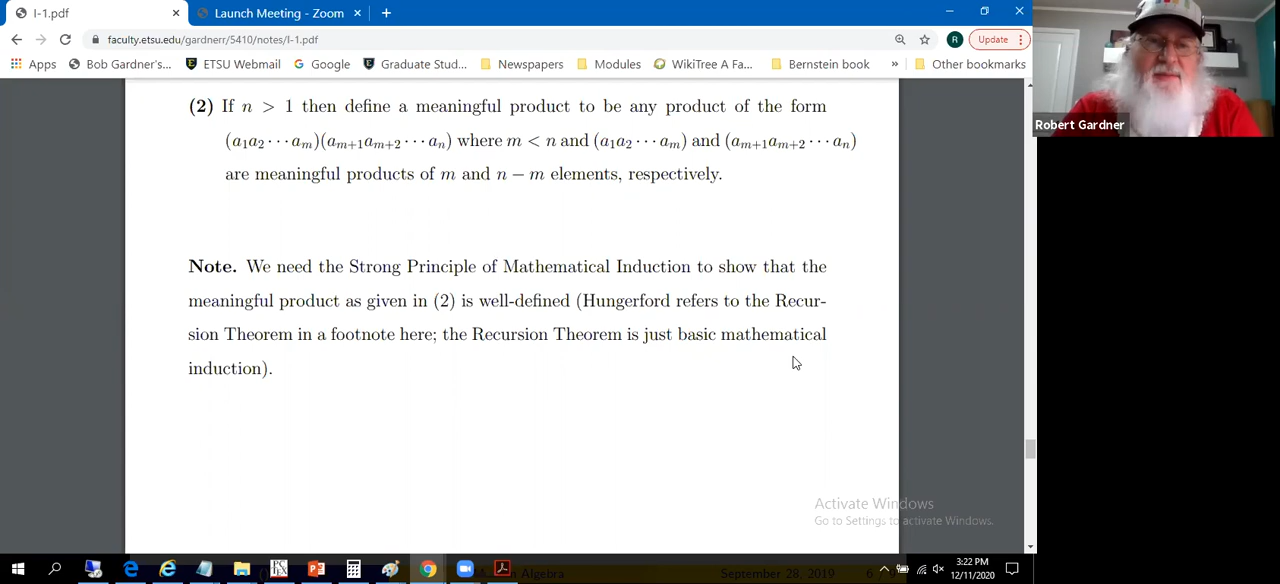 I-1.pdf
Launch Meeting - Zoom
faculty.etsu.edu/gardnerr/5410/notes/I-1.pdf
R
Update
Apps
Bob Gardner's...
ETSU Webmail
Google
Graduate Stud...
Newspapers
Modules
WikiTree A Fa...
Bernstein book
»
Other bookmarks
Robert Gardner
(2) If n > 1 then define a meaningful product to be any product of the form
(a₁a₂ ⋯ aₘ)(aₘ₊₁aₘ₊₂ ⋯ aₙ) where m < n and (a₁a₂ ⋯ aₘ) and (aₘ₊₁aₘ₊₂ ⋯ aₙ)
are meaningful products of m and n − m elements, respectively.
Note. We need the Strong Principle of Mathematical Induction to show that the
meaningful product as given in (2) is well-defined (Hungerford refers to the Recur-
sion Theorem in a footnote here; the Recursion Theorem is just basic mathematical
induction).
Activate Windows
Go to Settings to activate Windows.
Algebra
September 28, 2019
3:22 PM
12/11/2020